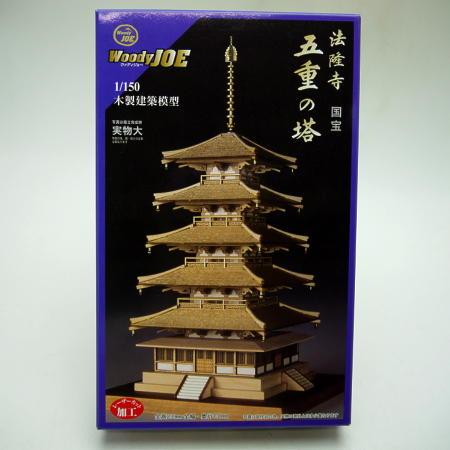 Woody
JOE
Woody JOE
ウッディジョー
1/150
木製建築模型
実物大
法隆寺 国宝
五重の塔
レーザーカット
加工